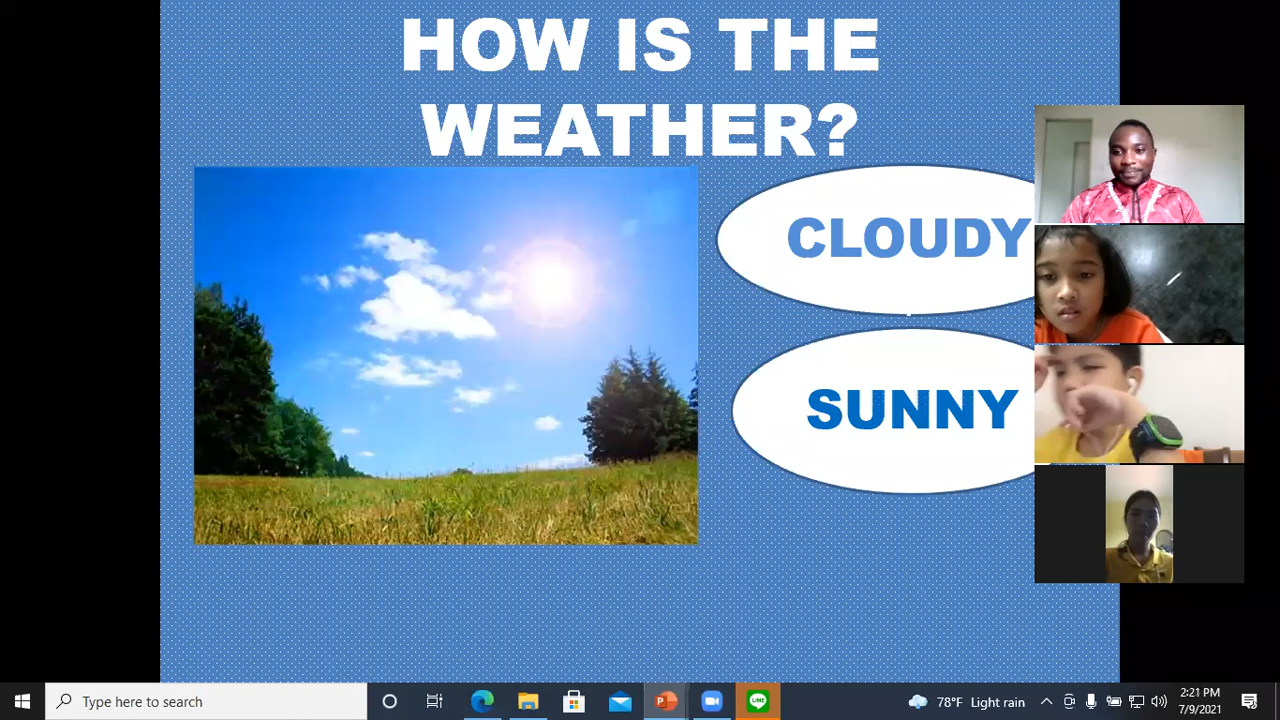 HOW IS THE
WEATHER?
CLOUDY
SUNNY
LINE
Type here to search
78°F Light rain
2:21 PM
7/9/2021